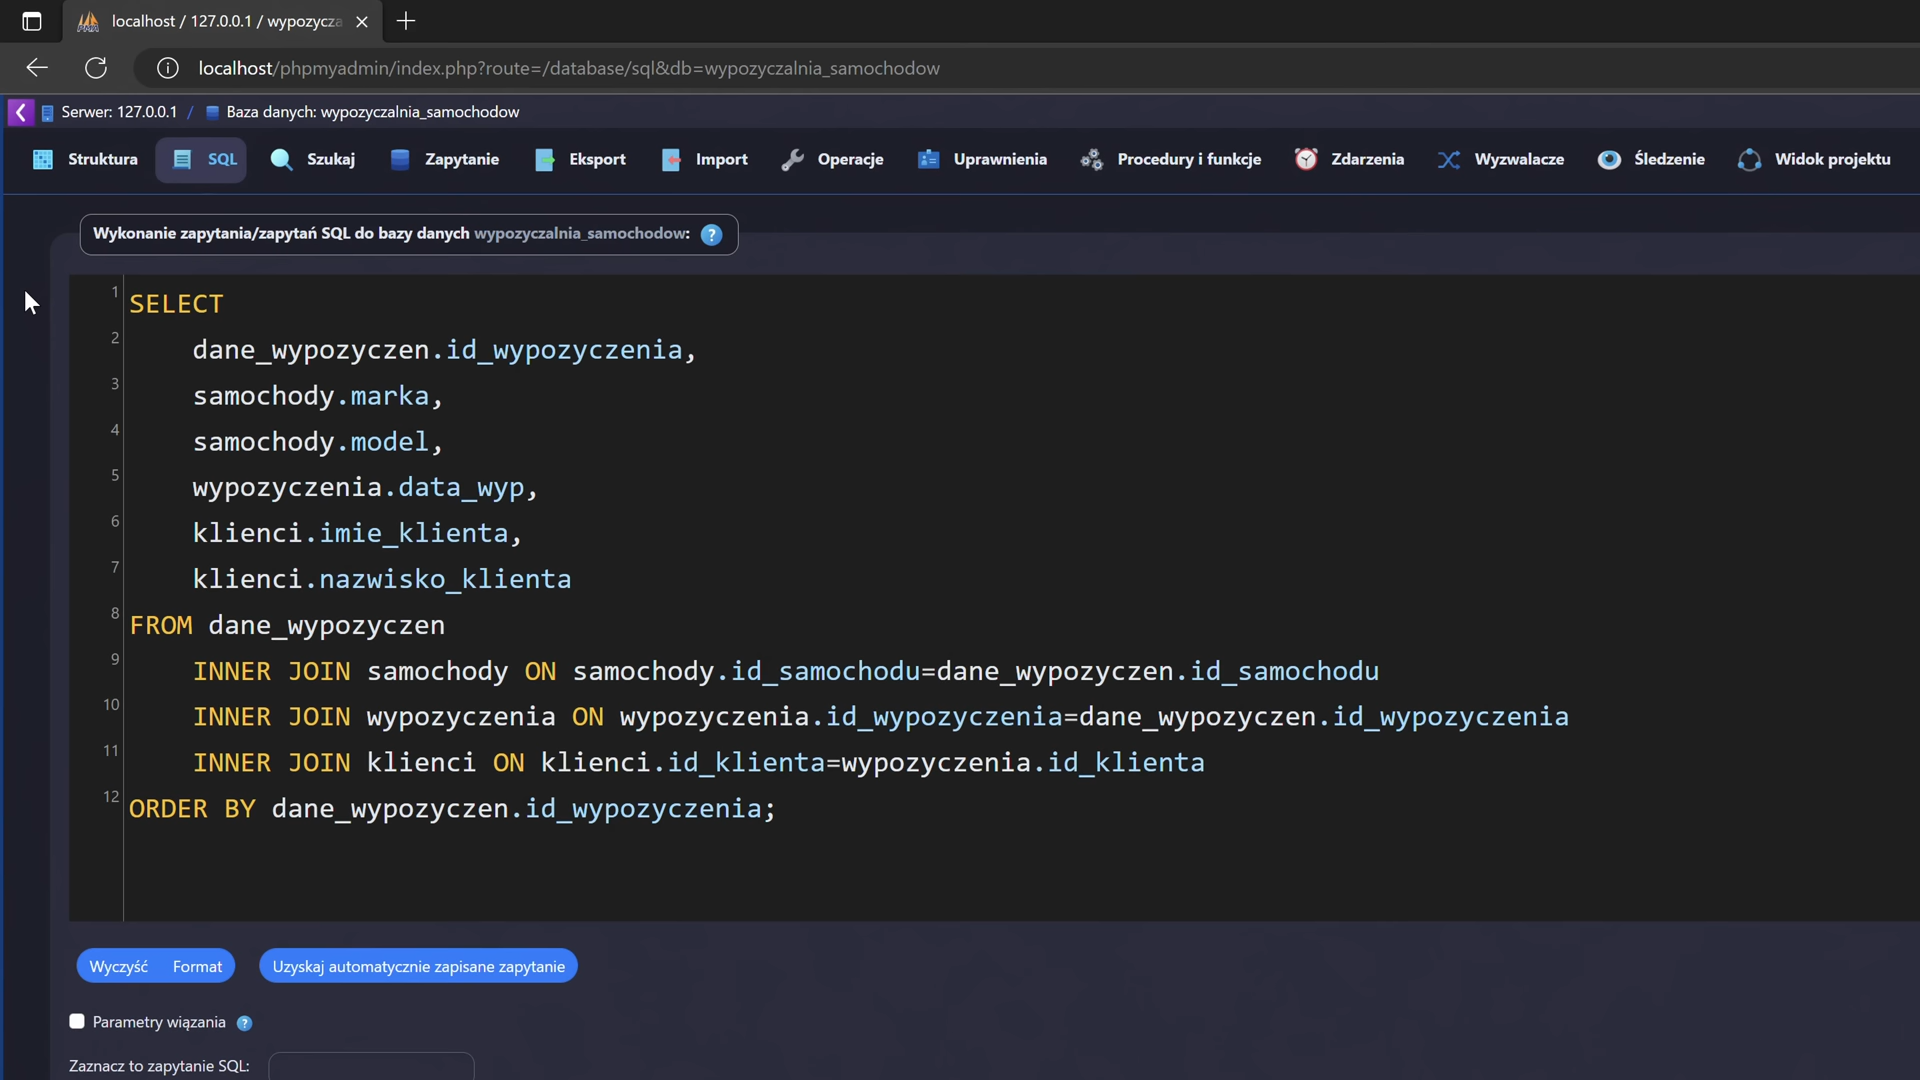 localhost / 127.0.0.1 / wypozycza
localhost/phpmyadmin/index.php?route=/database/sql&db=wypozyczalnia_samochodow
Serwer: 127.0.0.1 / Baza danych: wypozyczalnia_samochodow
Struktura SQL Szukaj Zapytanie Eksport Import Operacje Uprawnienia Procedury i funkcje Zdarzenia Wyzwalacze Śledzenie Widok projektu
Wykonanie zapytania/zapytań SQL do bazy danych wypozyczalnia_samochodow:
1 SELECT
2 dane_wypozyczen.id_wypozyczenia,
3 samochody.marka,
4 samochody.model,
5 wypozyczenia.data_wyp,
6 klienci.imie_klienta,
7 klienci.nazwisko_klienta
8 FROM dane_wypozyczen
9 INNER JOIN samochody ON samochody.id_samochodu=dane_wypozyczen.id_samochodu
10 INNER JOIN wypozyczenia ON wypozyczenia.id_wypozyczenia=dane_wypozyczen.id_wypozyczenia
11 INNER JOIN klienci ON klienci.id_klienta=wypozyczenia.id_klienta
12 ORDER BY dane_wypozyczen.id_wypozyczenia;
Wyczyść Format Uzyskaj automatycznie zapisane zapytanie
Parametry wiązania
Zaznacz to zapytanie SQL: